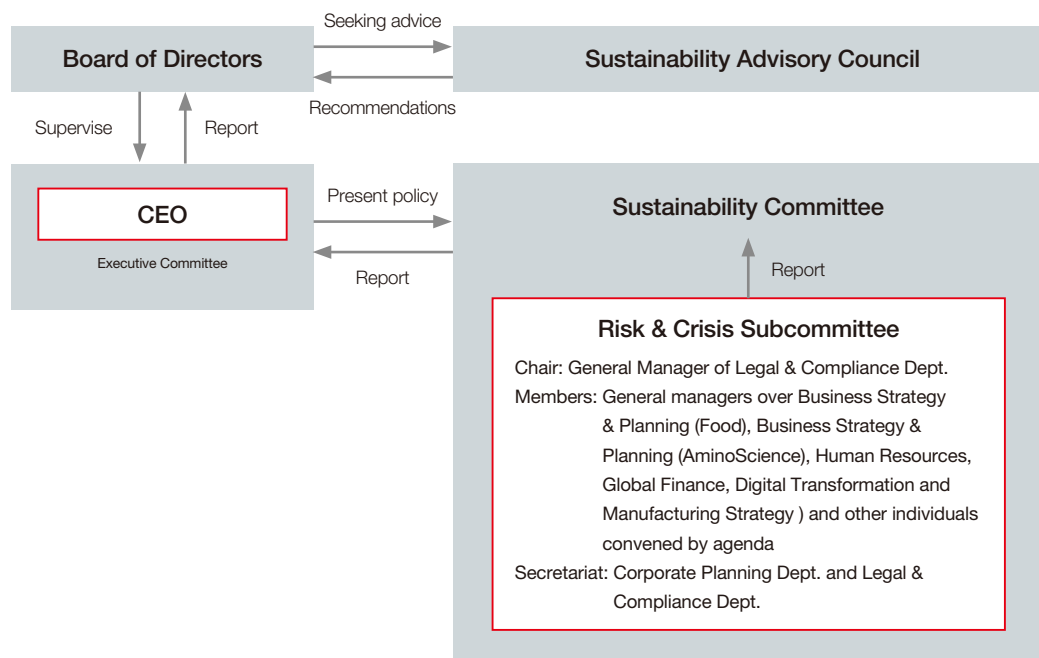 Seeking advice
Board of Directors
Sustainability Advisory Council
Recommendations
Supervise
Report
CEO
Executive Committee
Present policy
Report
Sustainability Committee
Report
Risk & Crisis Subcommittee
Chair: General Manager of Legal & Compliance Dept.
Members: General managers over Business Strategy
& Planning (Food), Business Strategy &
Planning (AminoScience), Human Resources,
Global Finance, Digital Transformation and
Manufacturing Strategy ) and other individuals
convened by agenda
Secretariat: Corporate Planning Dept. and Legal &
Compliance Dept.